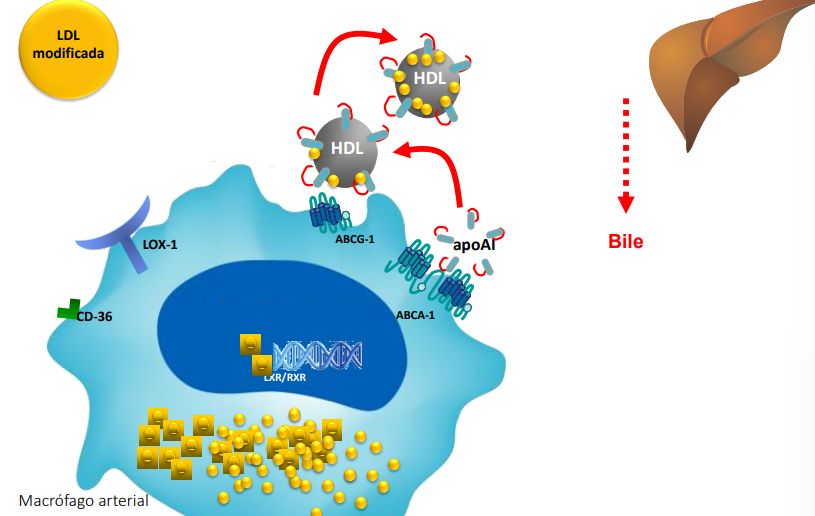 LDL
modificada
HDL
HDL
ABCG-1
apoAI
LOX-1
ABCA-1
CD-36
LXR/RXR
Bile
Macrófago arterial